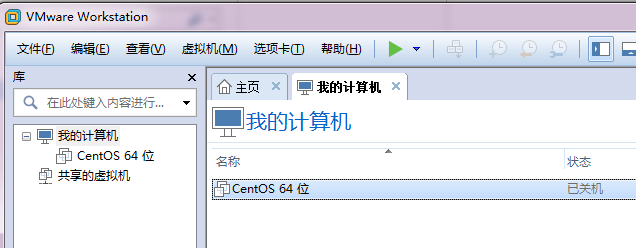 VMware Workstation
文件(F) 编辑(E) 查看(V) 虚拟机(M) 选项卡(T) 帮助(H)
库
主页 我的计算机
在此处键入内容进行...
我的计算机
我的计算机
CentOS 64 位
共享的虚拟机
名称 状态
CentOS 64 位 已关机